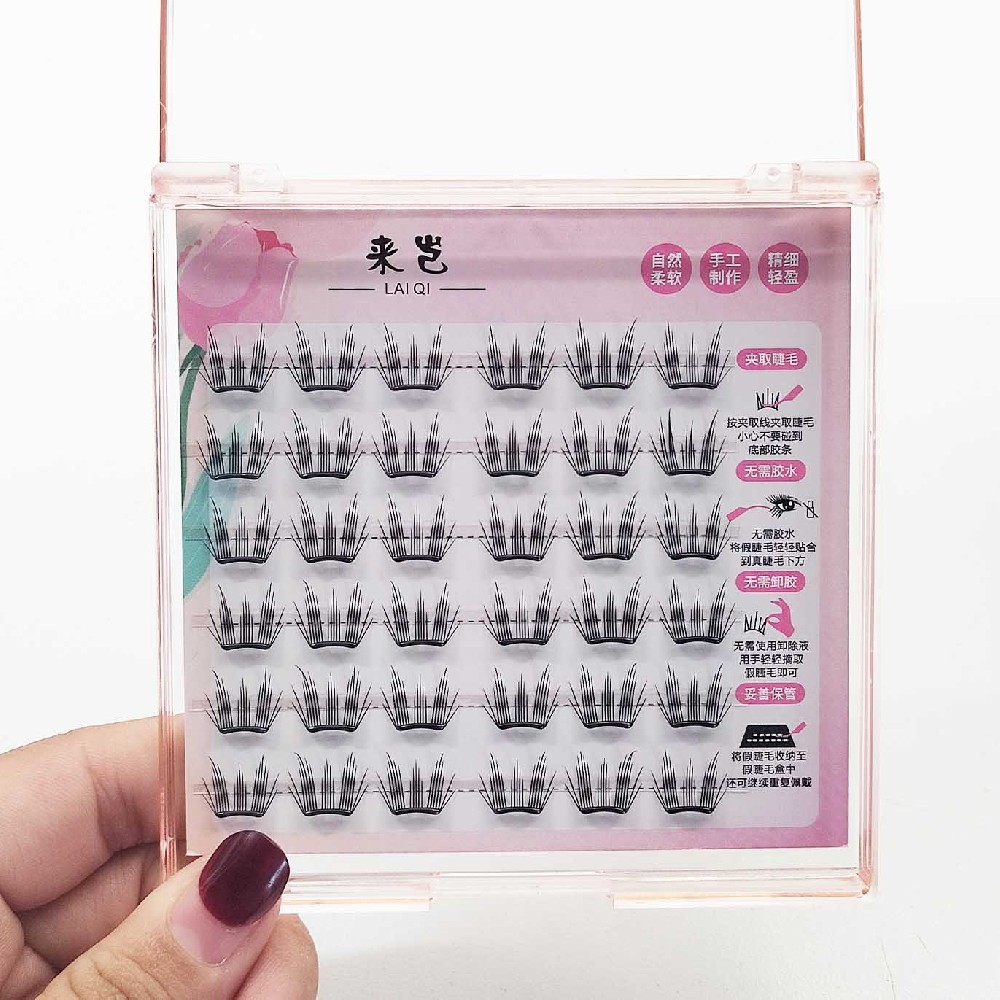 来岂
LAI QI
自然
柔软
手工
制作
精细
轻盈
夹取睫毛
按夹取线夹取睫毛
小心不要碰到
底部胶条
无需胶水
无需胶水
将假睫毛轻轻贴合
到真睫毛下方
无需卸胶
无需使用卸除液
用手轻轻摘取
假睫毛即可
妥善保管
将假睫毛收纳至
假睫毛盒中
还可继续重复佩戴